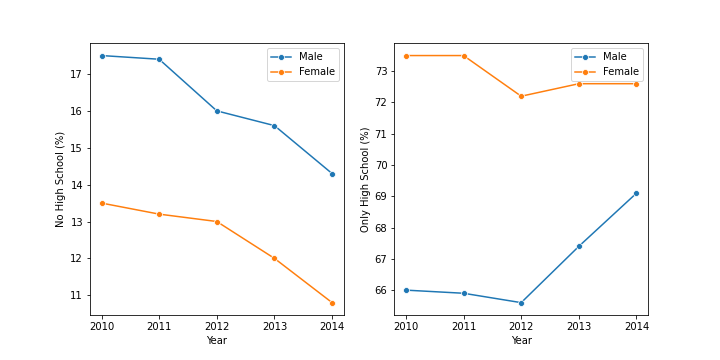 No High School (%)
17
16
15
14
13
12
11
2010 2011 2012 2013 2014
Year
Male
Female
Only High School (%)
73
72
71
70
69
68
67
66
2010 2011 2012 2013 2014
Year
Male
Female